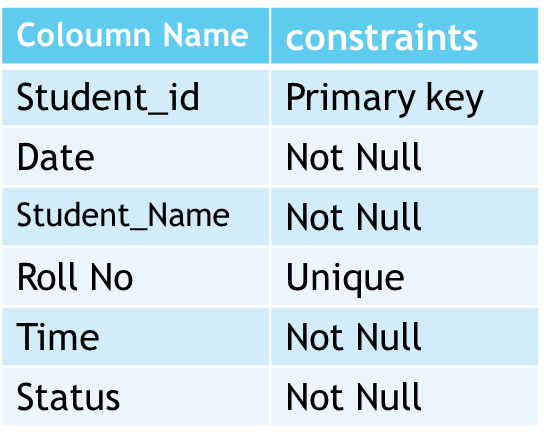 Coloumn Name constraints
Student_id Primary key
Date Not Null
Student_Name Not Null
Roll No Unique
Time Not Null
Status Not Null